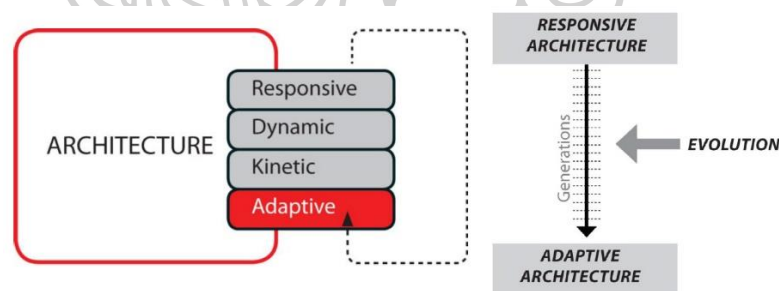 ARCHITECTURE
Responsive
Dynamic
Kinetic
Adaptive
RESPONSIVE
ARCHITECTURE
Generations
EVOLUTION
ADAPTIVE
ARCHITECTURE